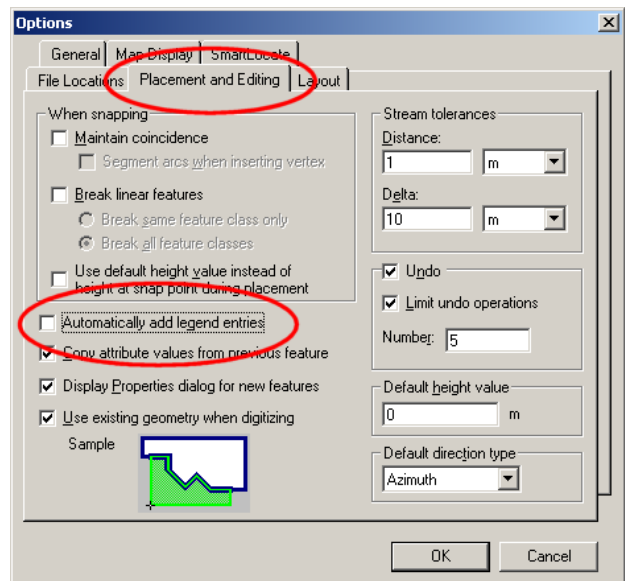 Options
General
Map Display
SmartLocate
File Locations
Placement and Editing
Layout
When snapping
Maintain coincidence
Segment arcs when inserting vertex
Break linear features
Break same feature class only
Break all feature classes
Use default height value instead of
height at snap point during placement
Automatically add legend entries
Copy attribute values from previous feature
Display Properties dialog for new features
Use existing geometry when digitizing
Sample
Stream tolerances
Distance:
1 m
Delta:
10 m
Undo
Limit undo operations
Number: 5
Default height value
0 m
Default direction type
Azimuth
OK
Cancel